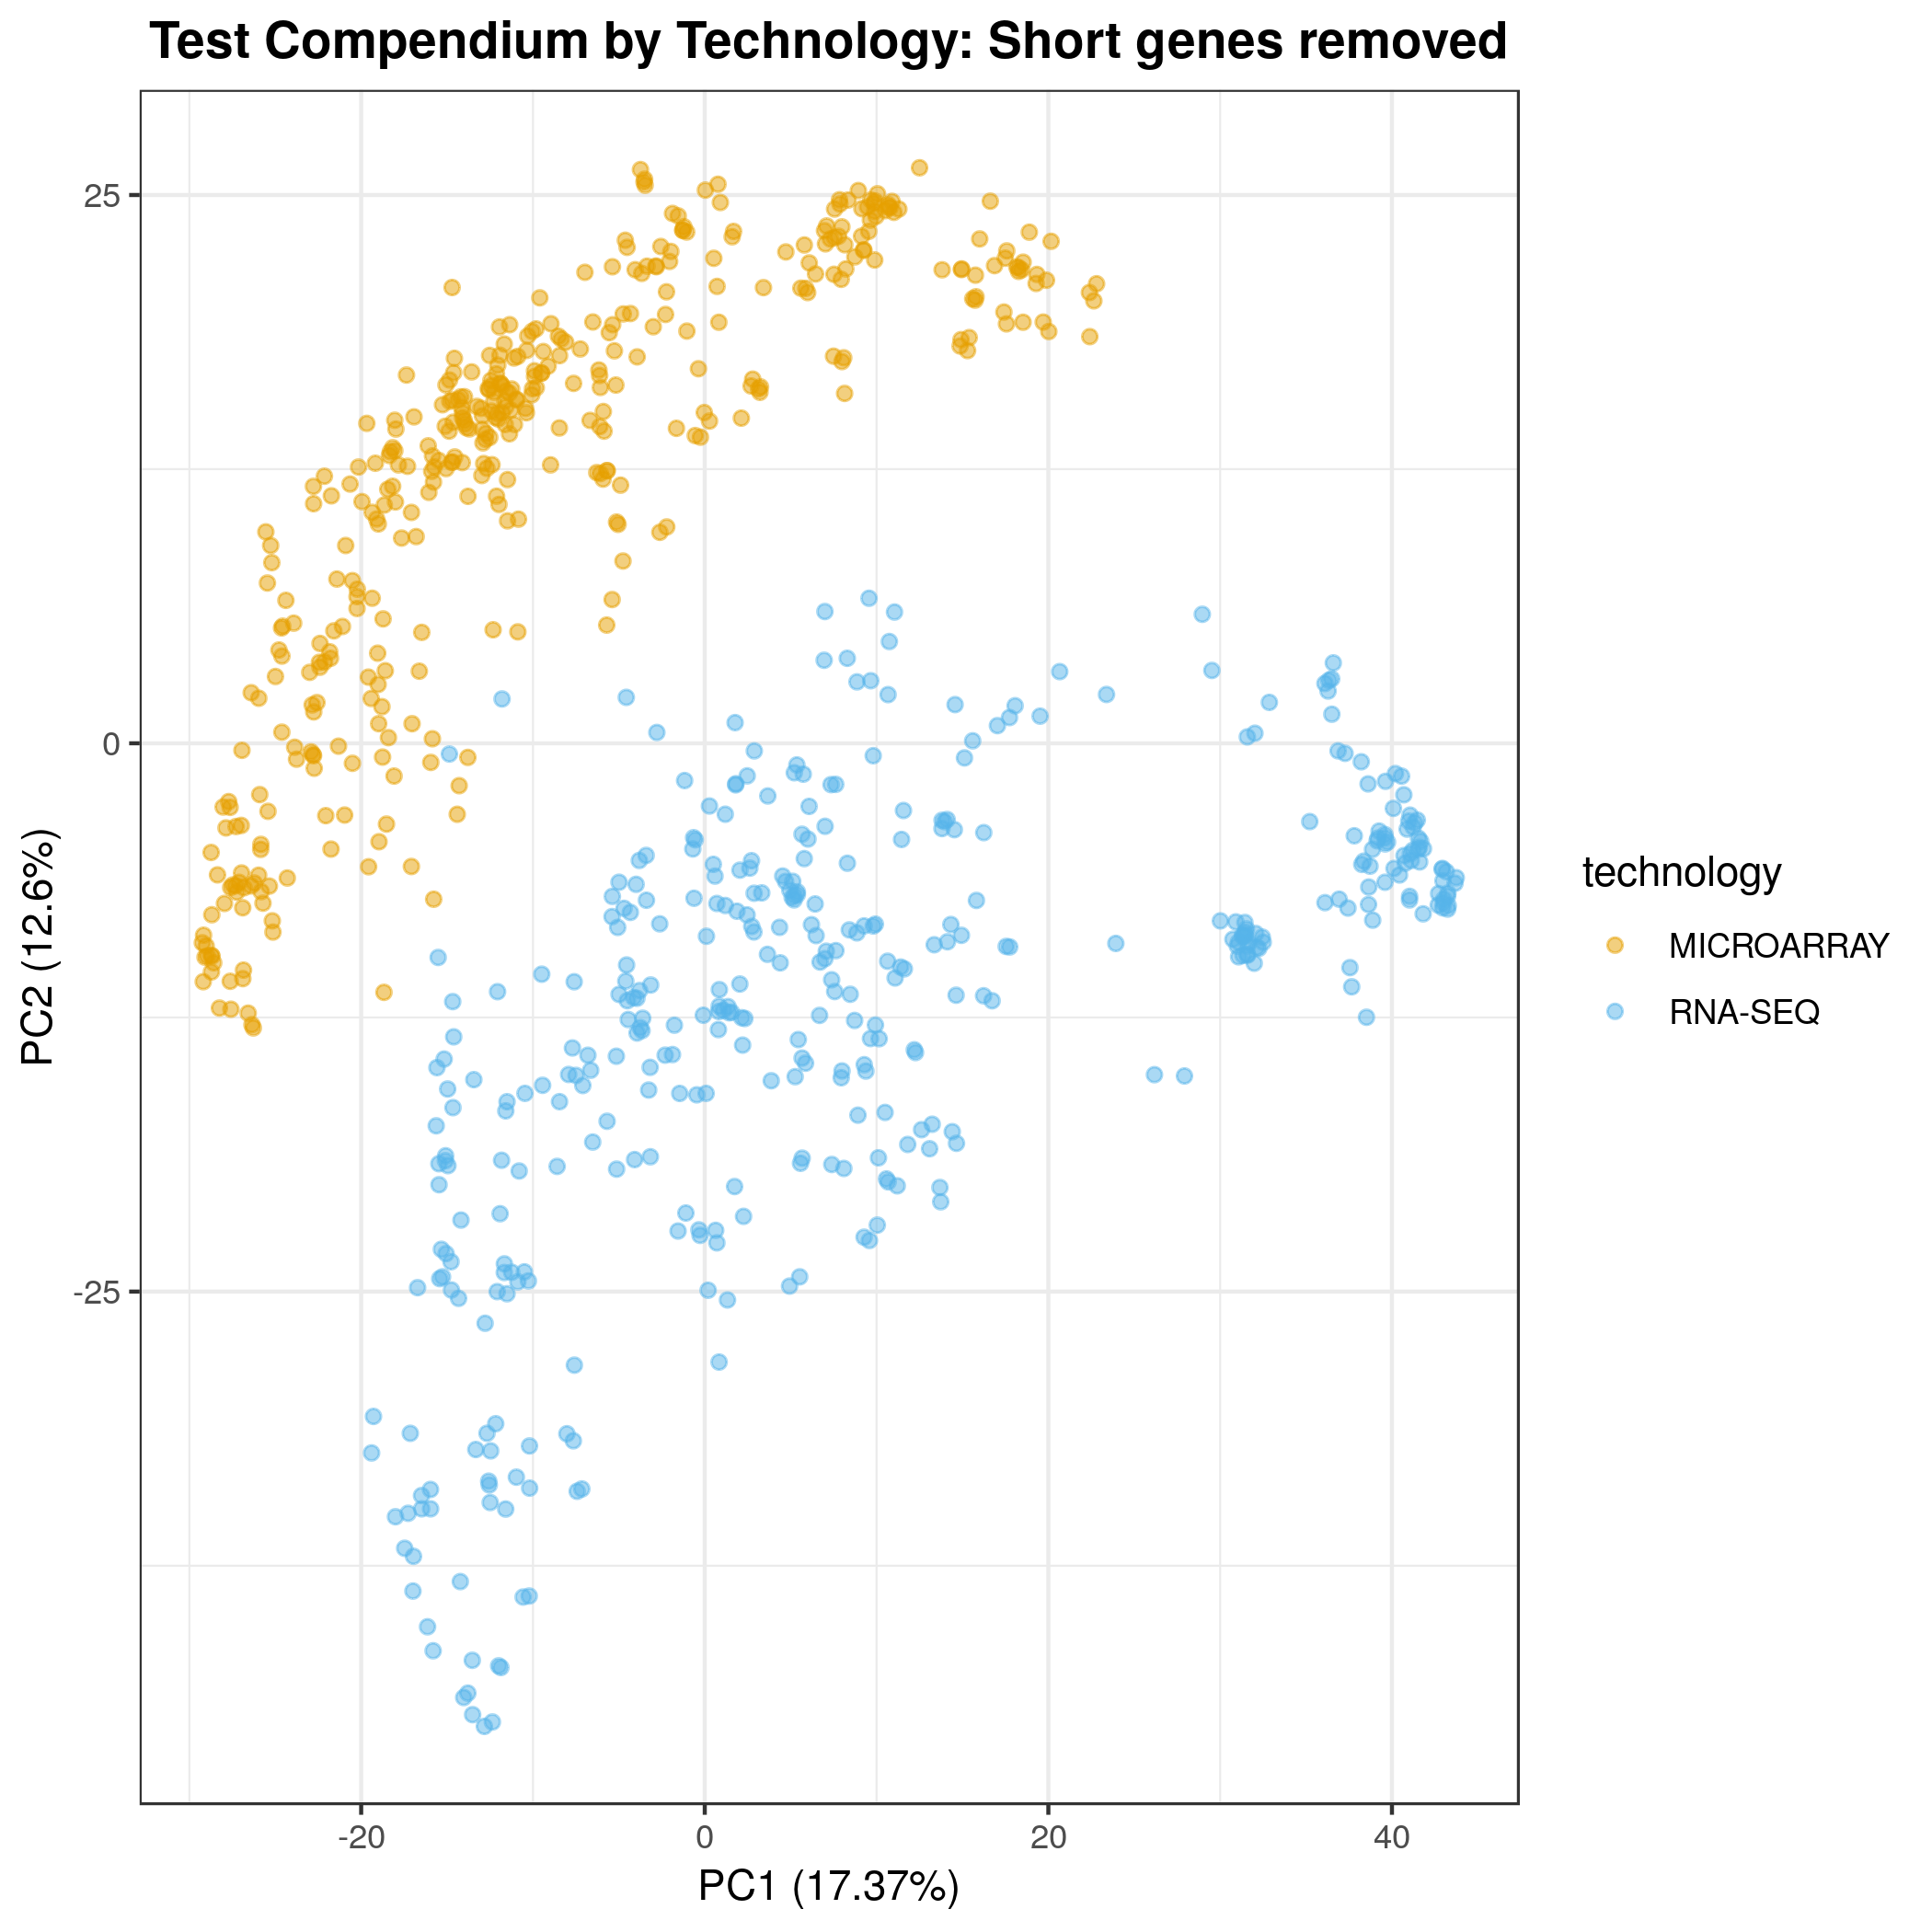 Test Compendium by Technology: Short genes removed
25
0
-25
PC2 (12.6%)
-20
0
20
40
PC1 (17.37%)
technology
MICROARRAY
RNA-SEQ